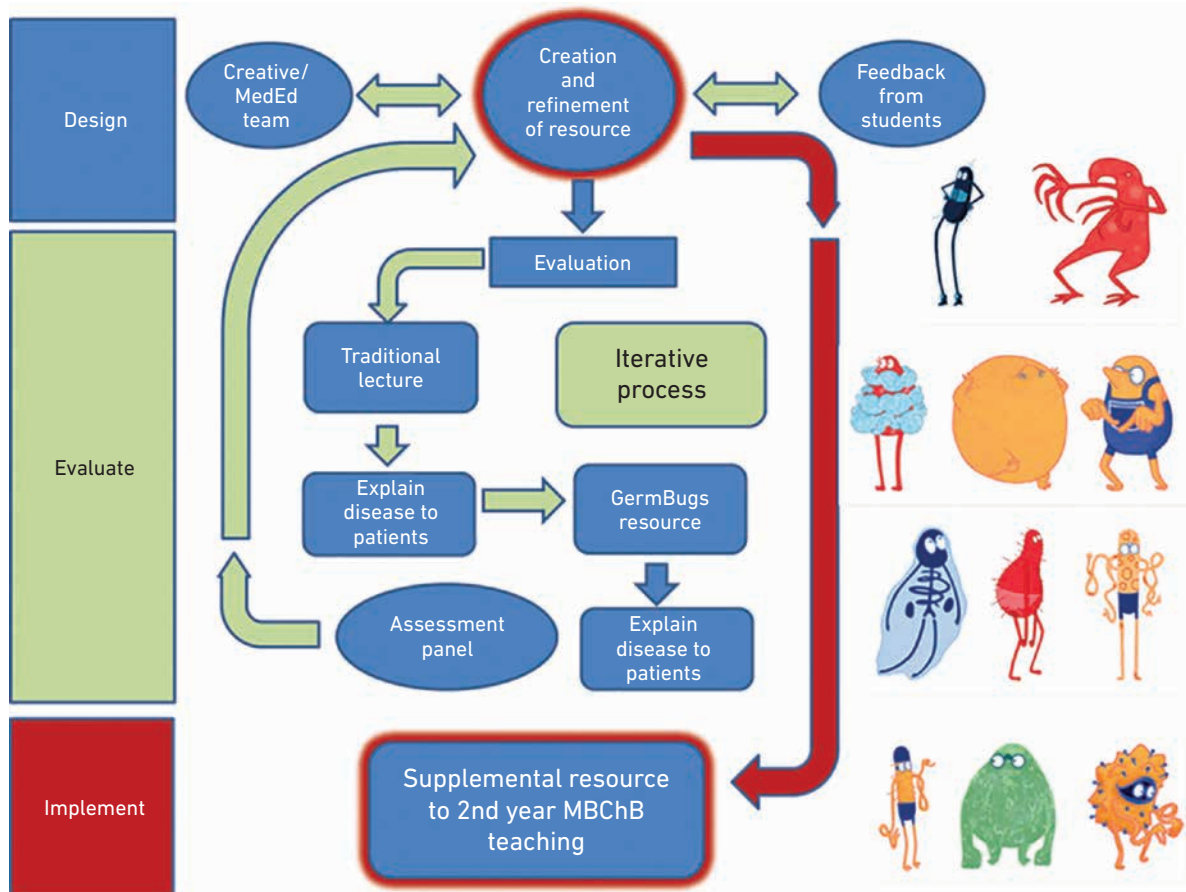 Design
Creative/
MedEd
team
Creation
and
refinement
of resource
Feedback
from
students
Evaluate
Evaluation
Traditional
lecture
Iterative
process
Explain
disease to
patients
GermBugs
resource
Assessment
panel
Explain
disease to
patients
Implement
Supplemental resource
to 2nd year MBChB
teaching